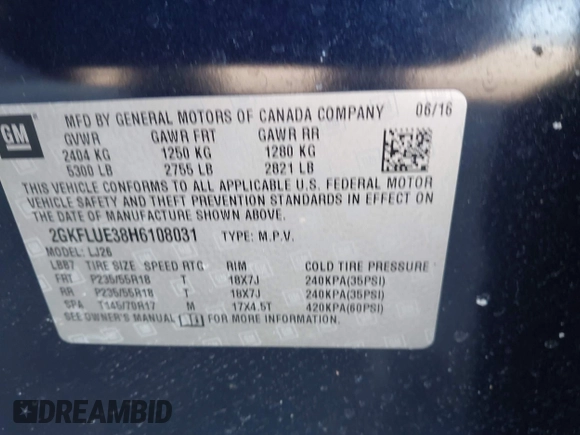 GM
MFD BY GENERAL MOTORS OF CANADA COMPANY 06/16
GVWR GAWR FRT GAWR RR
2404 KG 1250 KG 1280 KG
5300 LB 2755 LB 2821 LB
THIS VEHICLE CONFORMS TO ALL APPLICABLE U.S. FEDERAL MOTOR
VEHICLE SAFETY AND THEFT PREVENTION STANDARDS IN EFFECT ON
THE DATE OF MANUFACTURE SHOWN ABOVE.
2GKFLUE38H6108031 TYPE: M.P.V.
MODEL: LJ26
LBB7 TIRE SIZE SPEED RTG RIM COLD TIRE PRESSURE
FRT P235/55R18 T 18X7J 240KPA(35PSI)
RR P235/55R18 T 18X7J 240KPA(35PSI)
SPA T145/70R17 M 17X4.5T 420KPA(60PSI)
SEE OWNER'S MANUAL FOR MORE INFORMATION.
DREAMBID